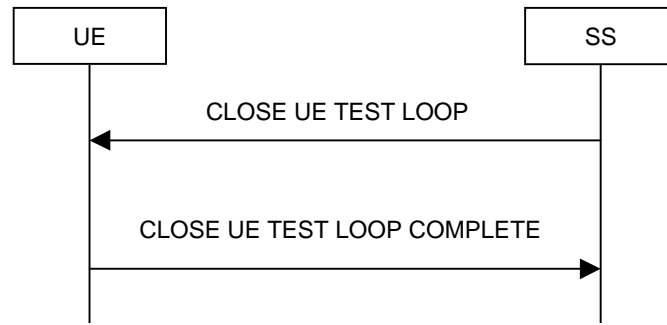 UE
SS
CLOSE UE TEST LOOP
CLOSE UE TEST LOOP COMPLETE